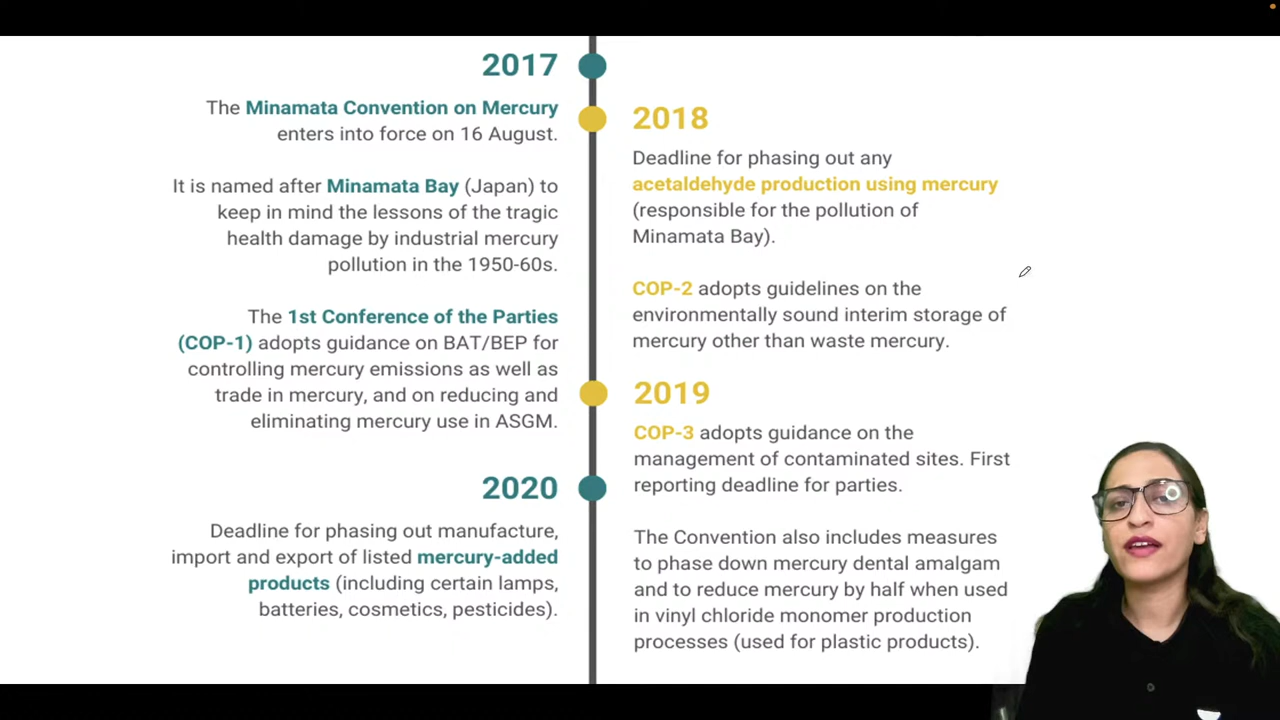 2017
The Minamata Convention on Mercury
enters into force on 16 August.
It is named after Minamata Bay (Japan) to
keep in mind the lessons of the tragic
health damage by industrial mercury
pollution in the 1950-60s.
The 1st Conference of the Parties
(COP-1) adopts guidance on BAT/BEP for
controlling mercury emissions as well as
trade in mercury, and on reducing and
eliminating mercury use in ASGM.
2018
Deadline for phasing out any
acetaldehyde production using mercury
(responsible for the pollution of
Minamata Bay).
COP-2 adopts guidelines on the
environmentally sound interim storage of
mercury other than waste mercury.
2019
COP-3 adopts guidance on the
management of contaminated sites. First
reporting deadline for parties.
The Convention also includes measures
to phase down mercury dental amalgam
and to reduce mercury by half when used
in vinyl chloride monomer production
processes (used for plastic products).
2020
Deadline for phasing out manufacture,
import and export of listed mercury-added
products (including certain lamps,
batteries, cosmetics, pesticides).